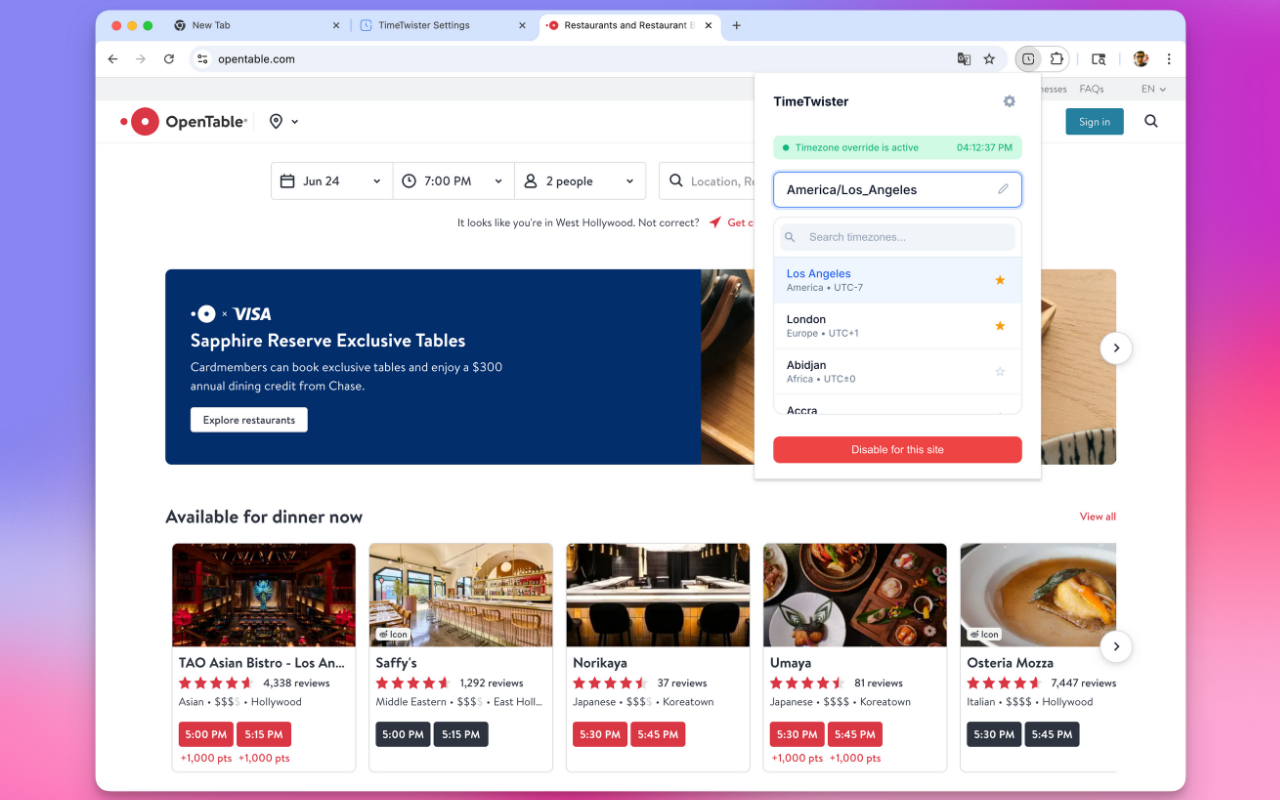 New Tab
TimeTwister Settings
Restaurants and Restaurant B
opentable.com
nesses FAQs EN
OpenTable
Sign in
Jun 24
7:00 PM
2 people
Location, Re
It looks like you're in West Hollywood. Not correct? Get c
TimeTwister
Timezone override is active 04:12:37 PM
America/Los_Angeles
Search timezones...
Los Angeles
America • UTC-7
London
Europe • UTC+1
Abidjan
Africa • UTC±0
Accra
Disable for this site
× VISA
Sapphire Reserve Exclusive Tables
Cardmembers can book exclusive tables and enjoy a $300
annual dining credit from Chase.
Explore restaurants
Available for dinner now
View all
TAO Asian Bistro - Los An...
4,338 reviews
Asian • $$$$ • Hollywood
5:00 PM 5:15 PM
+1,000 pts +1,000 pts
Icon
Saffy's
1,292 reviews
Middle Eastern • $$$$ • East Holl...
5:00 PM 5:15 PM
Norikaya
37 reviews
Japanese • $$$$ • Koreatown
5:30 PM 5:45 PM
Umaya
81 reviews
Japanese • $$$$ • Koreatown
5:30 PM 5:45 PM
+1,000 pts +1,000 pts
Icon
Osteria Mozza
7,447 reviews
Italian • $$$$ • Hollywood
5:30 PM 5:45 PM